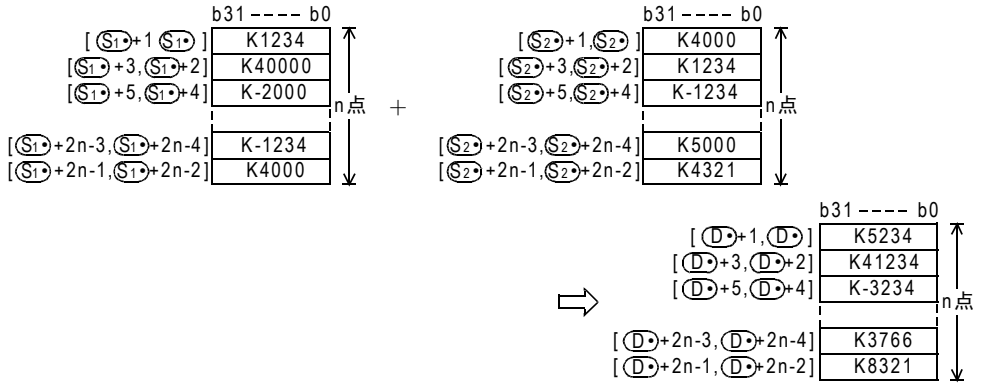 b31 ---- b0
[ S1•+1 S1• ] K1234
[S1•+3,S1•+2] K40000
[S1•+5,S1•+4] K-2000
[S1•+2n-3,S1•+2n-4] K-1234
[S1•+2n-1,S1•+2n-2] K4000
n点
+
b31 ---- b0
[S2•+1,S2• ] K4000
[S2•+3,S2•+2] K1234
[S2•+5,S2•+4] K-1234
[S2•+2n-3,S2•+2n-4] K5000
[S2•+2n-1,S2•+2n-2] K4321
n点
b31 ---- b0
[ D•+1, D• ] K5234
[ D•+3, D•+2] K41234
[ D•+5, D•+4] K-3234
[ D•+2n-3, D•+2n-4] K3766
[ D•+2n-1, D•+2n-2] K8321
n点